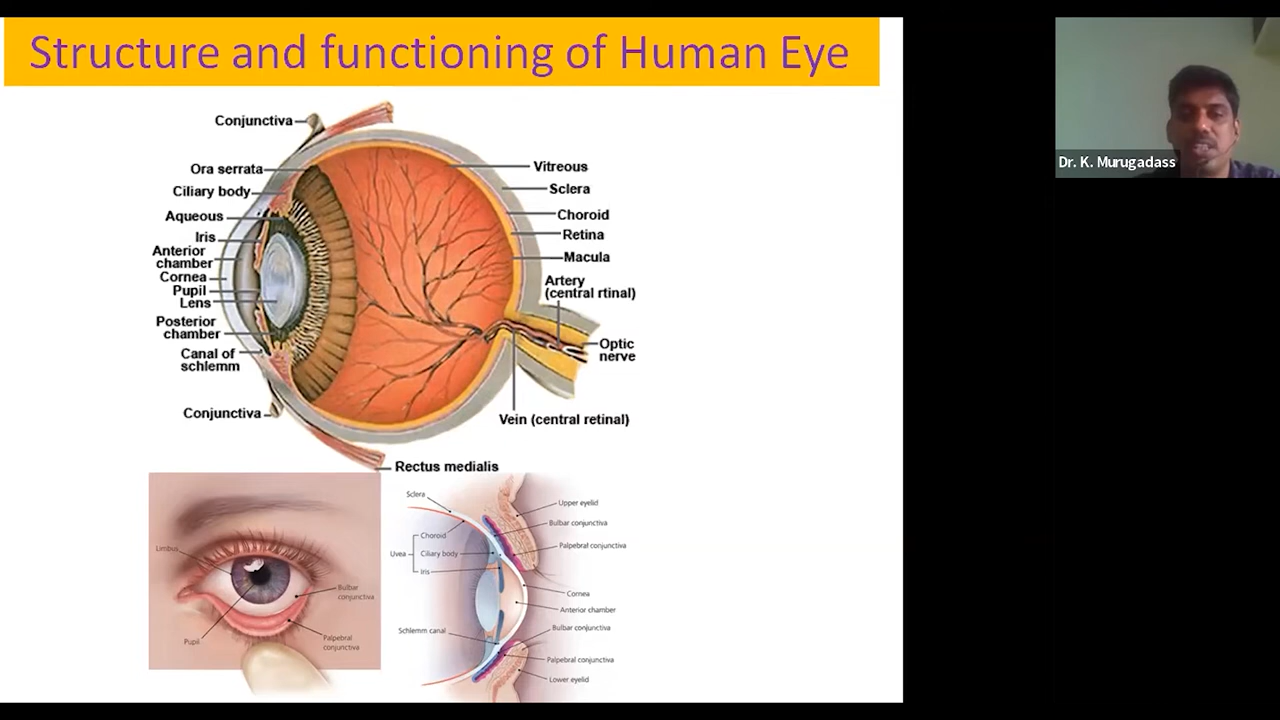 Structure and functioning of Human Eye
Dr. K. Murugadass
Conjunctiva
Ora serrata
Ciliary body
Aqueous
Iris
Anterior
chamber
Cornea
Pupil
Lens
Posterior
chamber
Canal of
schlemm
Conjunctiva
Vitreous
Sclera
Choroid
Retina
Macula
Artery
(central rtinal)
Optic
nerve
Vein (central retinal)
Rectus medialis
Limbus
Bulbar
conjunctiva
Pupil
Palpebral
conjunctiva
Sclera
Choroid
Uvea
Ciliary body
Iris
Schlemm canal
Upper eyelid
Bulbar conjunctiva
Palpebral conjunctiva
Cornea
Anterior chamber
Bulbar conjunctiva
Palpebral conjunctiva
Lower eyelid